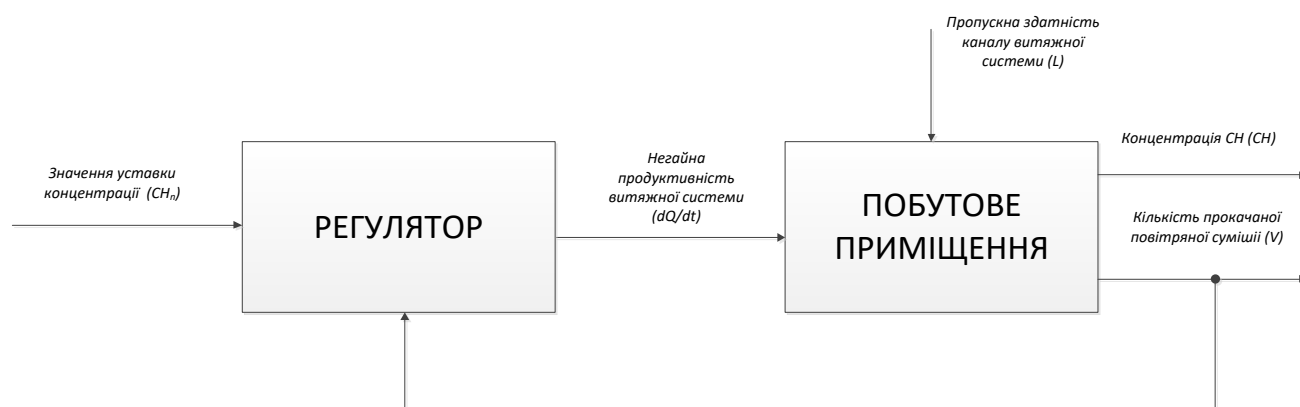 Пропускна здатність
каналу витяжної
системи (L)
Значення уставки
концентрації (CHn)
РЕГУЛЯТОР
Негайна
продуктивність
витяжної системи
(dQ/dt)
ПОБУТОВЕ
ПРИМІЩЕННЯ
Концентрація CH (CH)
Кількість прокачаної
повітряної сумішіі (V)